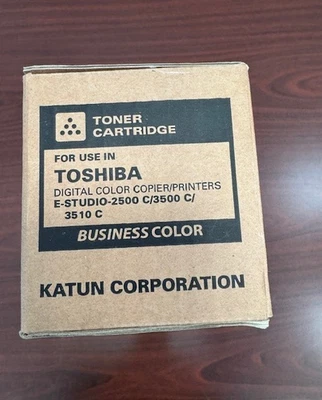 TONER
CARTRIDGE
FOR USE IN
TOSHIBA
DIGITAL COLOR COPIER/PRINTERS
E-STUDIO-2500 C/3500 C/
3510 C
BUSINESS COLOR
KATUN CORPORATION